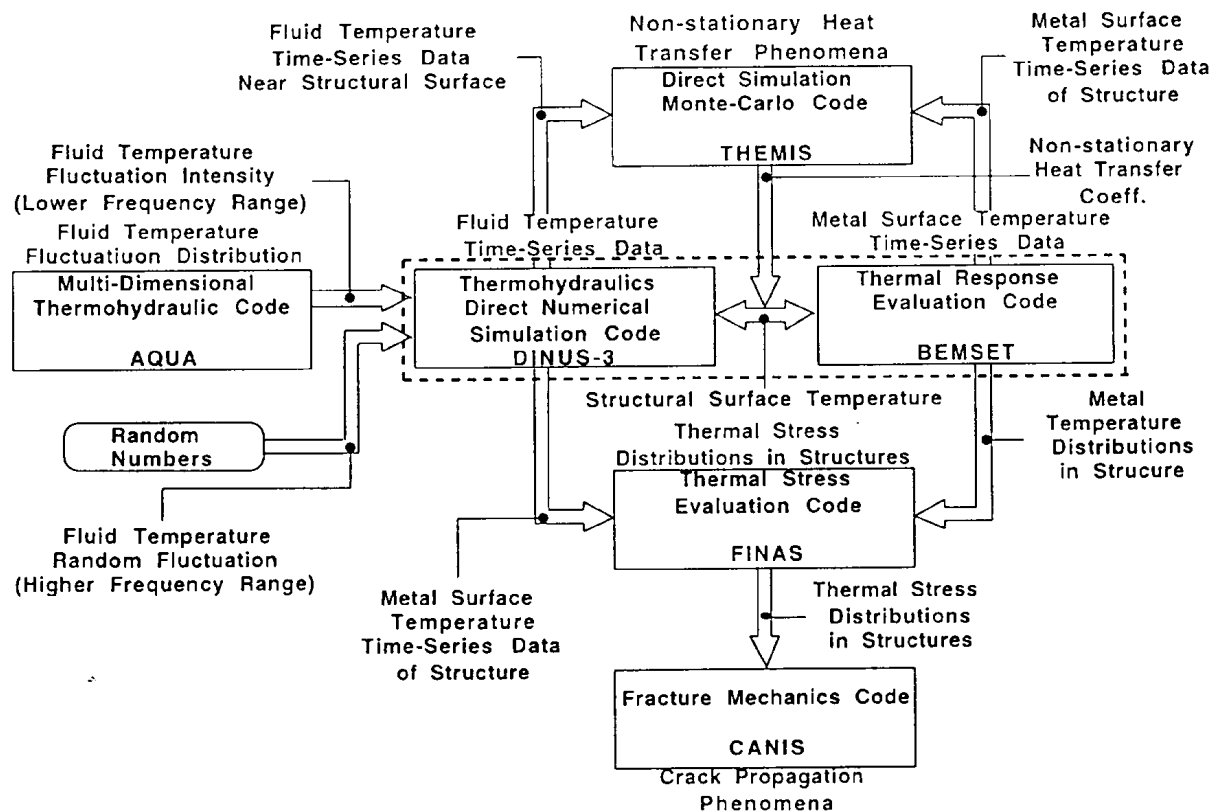 Fluid Temperature
Time-Series Data
Near Structural Surface
Non-stationary Heat
Transfer Phenomena
Direct Simulation
Monte-Carlo Code
THEMIS
Metal Surface
Temperature
Time-Series Data
of Structure
Non-stationary
Heat Transfer
Coeff.
Fluid Temperature
Fluctuation Intensity
(Lower Frequency Range)
Fluid Temperature
Fluctuatiuon Distribution
Multi-Dimensional
Thermohydraulic Code
AQUA
Fluid Temperature
Time-Series Data
Thermohydraulics
Direct Numerical
Simulation Code
DINUS-3
Metal Surface Temperature
Time-Series Data
Thermal Response
Evaluation Code
BEMSET
Structural Surface Temperature
Random
Numbers
Fluid Temperature
Random Fluctuation
(Higher Frequency Range)
Thermal Stress
Distributions in Structures
Thermal Stress
Evaluation Code
FINAS
Metal
Temperature
Distributions
in Strucure
Metal Surface
Temperature
Time-Series Data
of Structure
Thermal Stress
Distributions
in Structures
Fracture Mechanics Code
CANIS
Crack Propagation
Phenomena